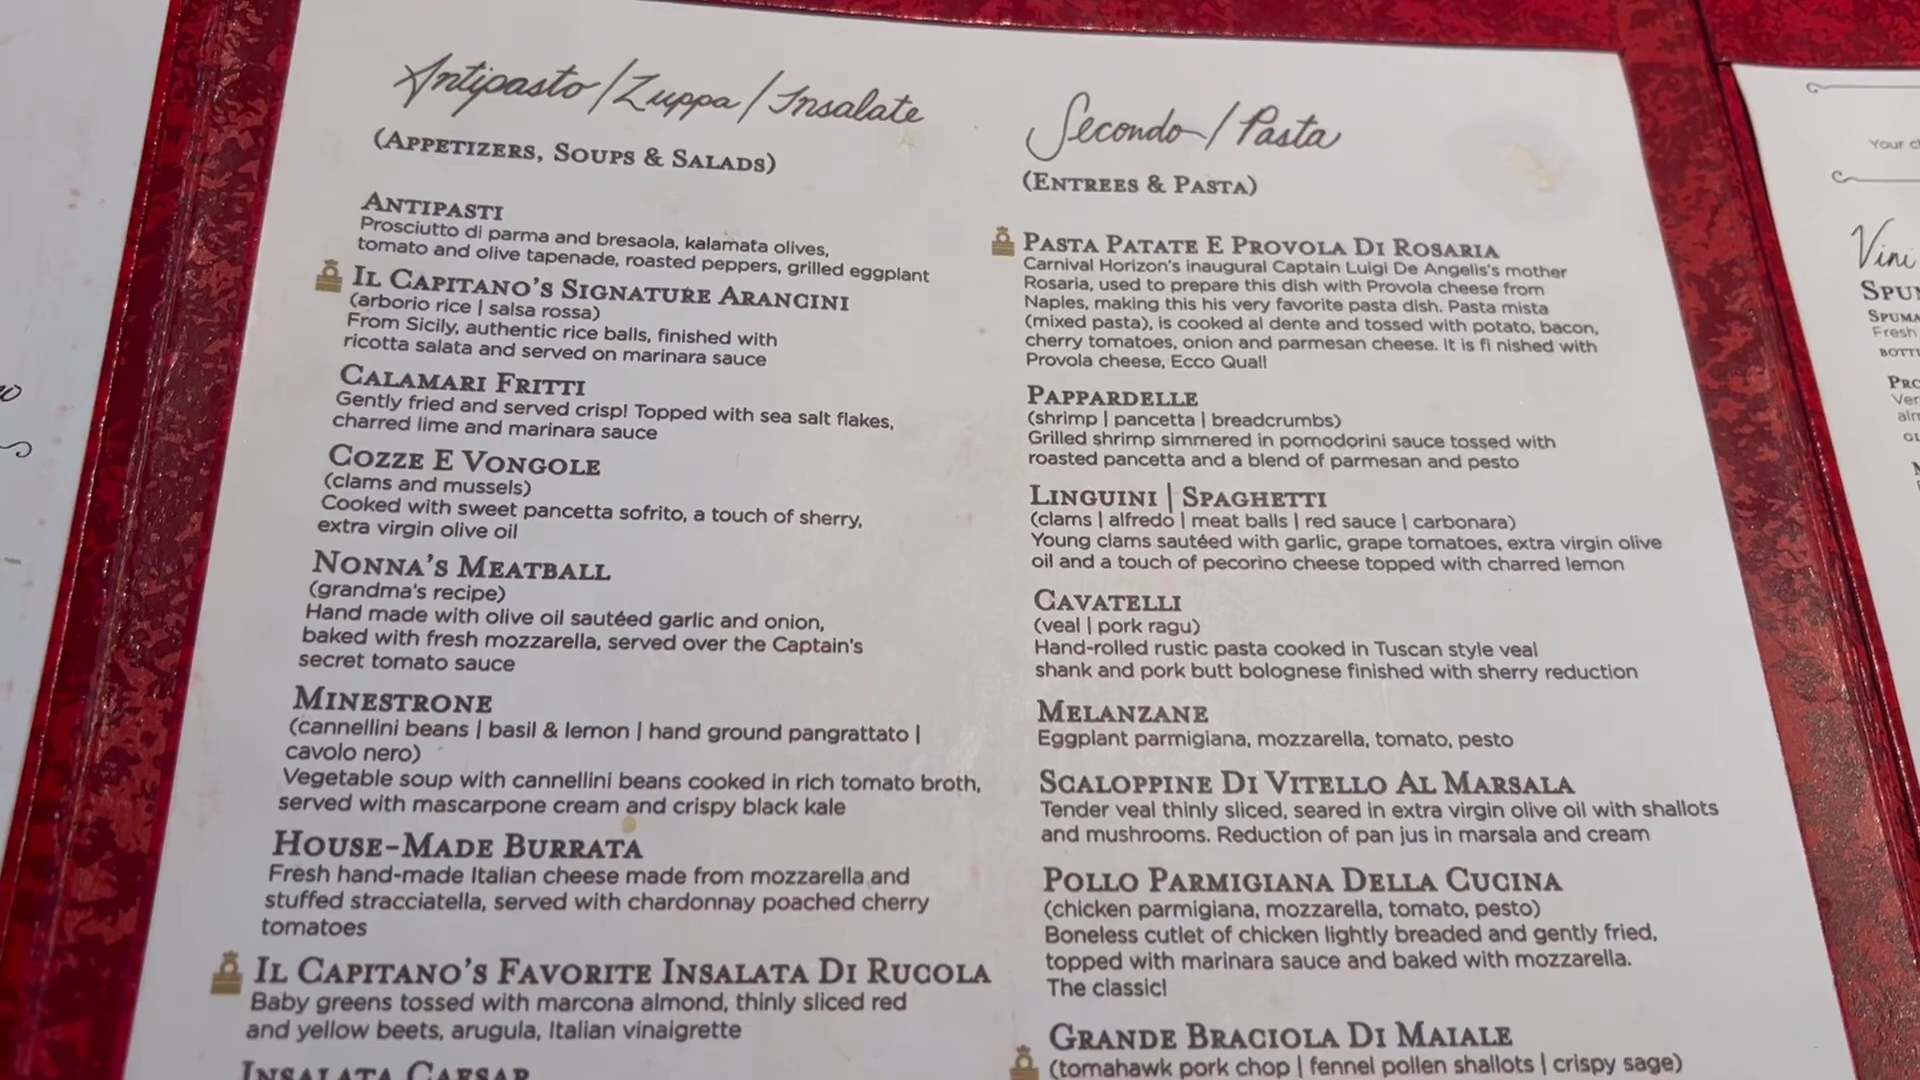 Antipasto/Zuppa/Insalate
(Appetizers, Soups & Salads)
Antipasti
Prosciutto di parma and bresaola, kalamata olives,
tomato and olive tapenade, roasted peppers, grilled eggplant
Il Capitano's Signature Arancini
(arborio rice | salsa rossa)
From Sicily, authentic rice balls, finished with
ricotta salata and served on marinara sauce
Calamari Fritti
Gently fried and served crisp! Topped with sea salt flakes,
charred lime and marinara sauce
Cozze E Vongole
(clams and mussels)
Cooked with sweet pancetta sofrito, a touch of sherry,
extra virgin olive oil
Nonna's Meatball
(grandma's recipe)
Hand made with olive oil sautéed garlic and onion,
baked with fresh mozzarella, served over the Captain's
secret tomato sauce
Minestrone
(cannellini beans | basil & lemon | hand ground pangrattato |
cavolo nero)
Vegetable soup with cannellini beans cooked in rich tomato broth,
served with mascarpone cream and crispy black kale
House-Made Burrata
Fresh hand-made Italian cheese made from mozzarella and
stuffed stracciatella, served with chardonnay poached cherry
tomatoes
Il Capitano's Favorite Insalata Di Rucola
Baby greens tossed with marcona almond, thinly sliced red
and yellow beets, arugula, Italian vinaigrette
Insalata Caesar
Secondo/Pasta
(Entrees & Pasta)
Pasta Patate E Provola Di Rosaria
Carnival Horizon's inaugural Captain Luigi De Angelis's mother
Rosaria, used to prepare this dish with Provola cheese from
Naples, making this his very favorite pasta dish. Pasta mista
(mixed pasta), is cooked al dente and tossed with potato, bacon,
cherry tomatoes, onion and parmesan cheese. It is fi nished with
Provola cheese, Ecco Qua!!
Pappardelle
(shrimp | pancetta | breadcrumbs)
Grilled shrimp simmered in pomodorini sauce tossed with
roasted pancetta and a blend of parmesan and pesto
Linguini | Spaghetti
(clams | alfredo | meat balls | red sauce | carbonara)
Young clams sautéed with garlic, grape tomatoes, extra virgin olive
oil and a touch of pecorino cheese topped with charred lemon
Cavatelli
(veal | pork ragu)
Hand-rolled rustic pasta cooked in Tuscan style veal
shank and pork butt bolognese finished with sherry reduction
Melanzane
Eggplant parmigiana, mozzarella, tomato, pesto
Scaloppine Di Vitello Al Marsala
Tender veal thinly sliced, seared in extra virgin olive oil with shallots
and mushrooms. Reduction of pan jus in marsala and cream
Pollo Parmigiana Della Cucina
(chicken parmigiana, mozzarella, tomato, pesto)
Boneless cutlet of chicken lightly breaded and gently fried,
topped with marinara sauce and baked with mozzarella.
The classic!
Grande Braciola Di Maiale
(tomahawk pork chop | fennel pollen shallots | crispy sage)
Your
Vini
Fresh